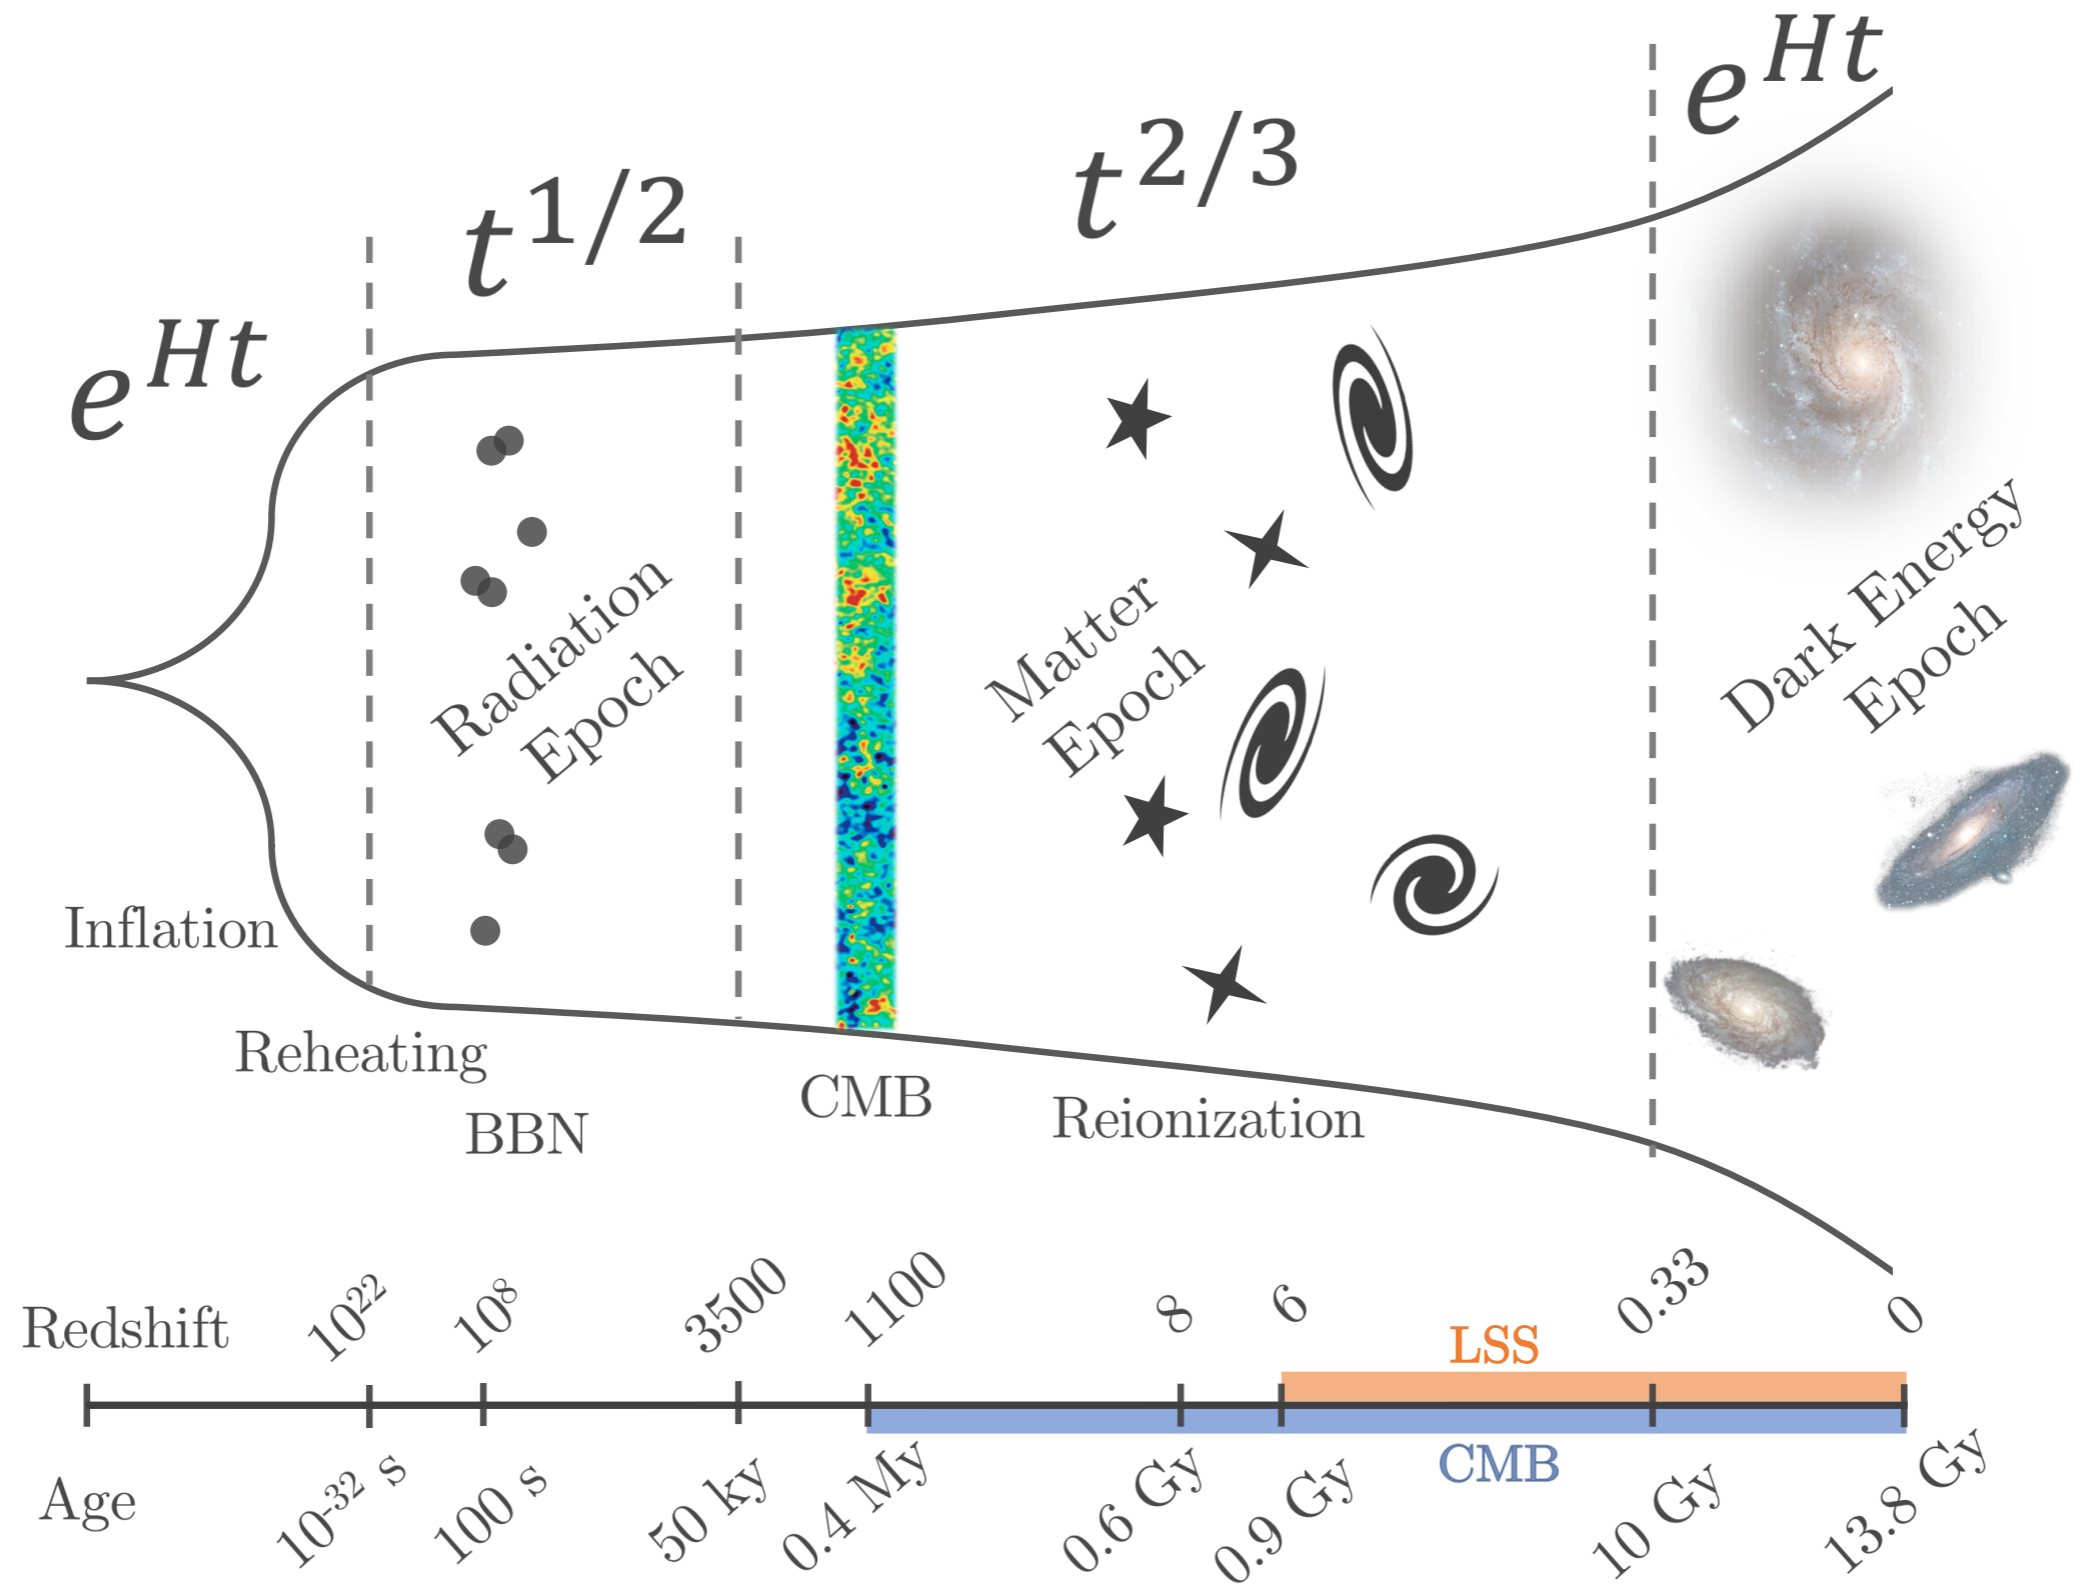 e^{Ht}
t^{1/2}
t^{2/3}
e^{Ht}
Radiation
Epoch
Matter
Epoch
Dark Energy
Epoch
Inflation
Reheating
BBN
CMB
Reionization
Redshift
10^{22}
10^{8}
3500
1100
8
6
0.33
0
LSS
CMB
Age
10^{-32} s
100 s
50 ky
0.4 My
0.6 Gy
0.9 Gy
10 Gy
13.8 Gy